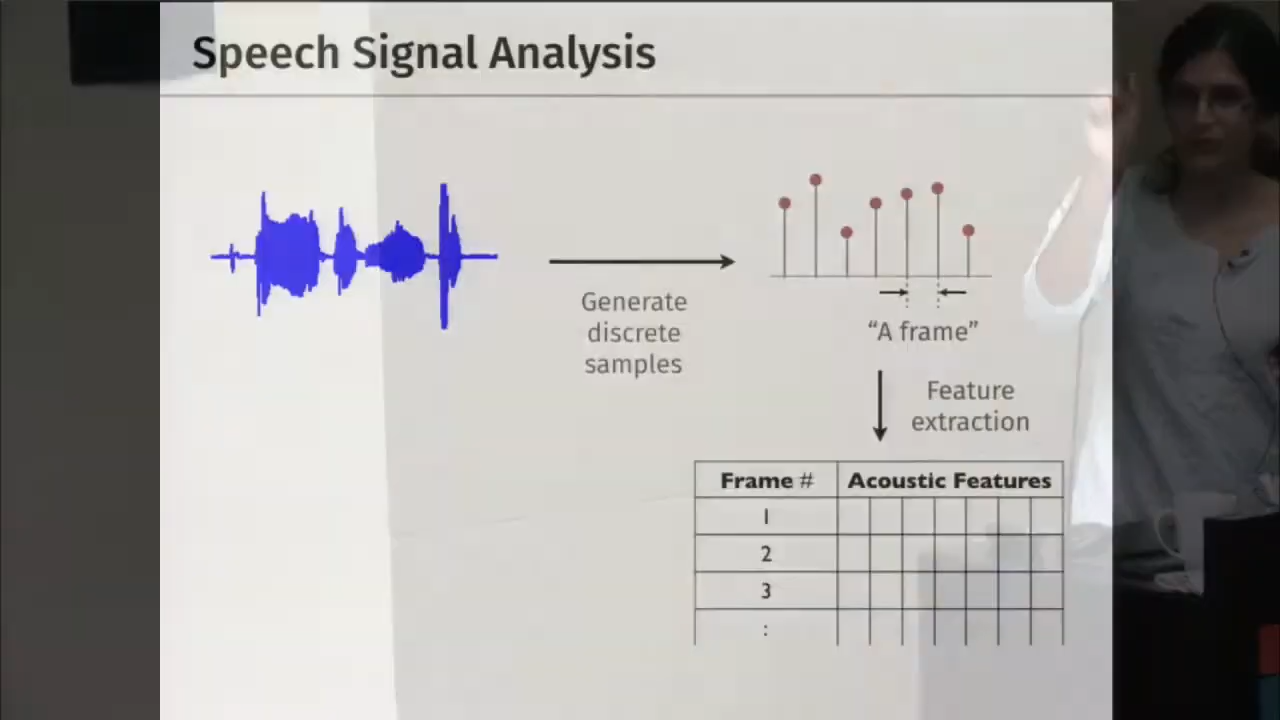 Speech Signal Analysis
Generate
discrete
samples
“A frame”
Feature
extraction
Frame # Acoustic Features
1
2
3
: